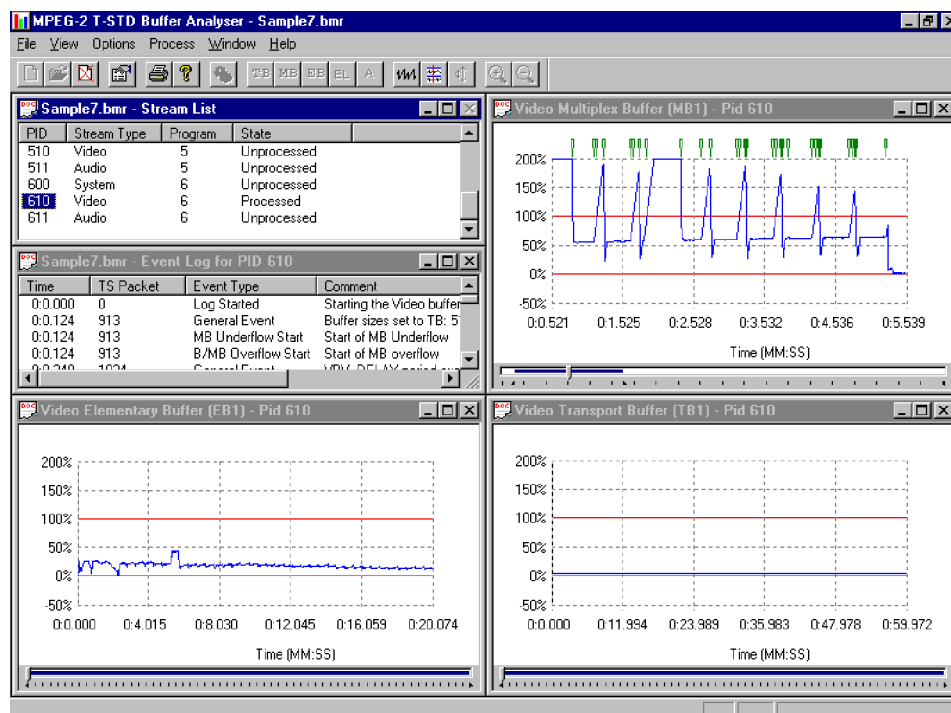 MPEG-2 T-STD Buffer Analyser - Sample7.bmr
File View Options Process Window Help
TB MB EB EL A
Sample7.bmr - Stream List
PID Stream Type Program State
510 Video 5 Unprocessed
511 Audio 5 Unprocessed
600 System 6 Unprocessed
610 Video 6 Processed
611 Audio 6 Unprocessed
Sample7.bmr - Event Log for PID 610
Time TS Packet Event Type Comment
0:0.000 0 Log Started Starting the Video buffer
0:0.124 913 General Event Buffer sizes set to TB: 5
0:0.124 913 MB Underflow Start Start of MB Underflow
0:0.124 913 B/MB Overflow Start Start of MB overflow
Video Multiplex Buffer (MB1) - Pid 610
200%
150%
100%
50%
0%
-50%
0:0.521 0:1.525 0:2.528 0:3.532 0:4.536 0:5.539
Time (MM:SS)
Video Elementary Buffer (EB1) - Pid 610
200%
150%
100%
50%
0%
-50%
0:0.000 0:4.015 0:8.030 0:12.045 0:16.059 0:20.074
Time (MM:SS)
Video Transport Buffer (TB1) - Pid 610
200%
150%
100%
50%
0%
-50%
0:0.000 0:11.994 0:23.989 0:35.983 0:47.978 0:59.972
Time (MM:SS)